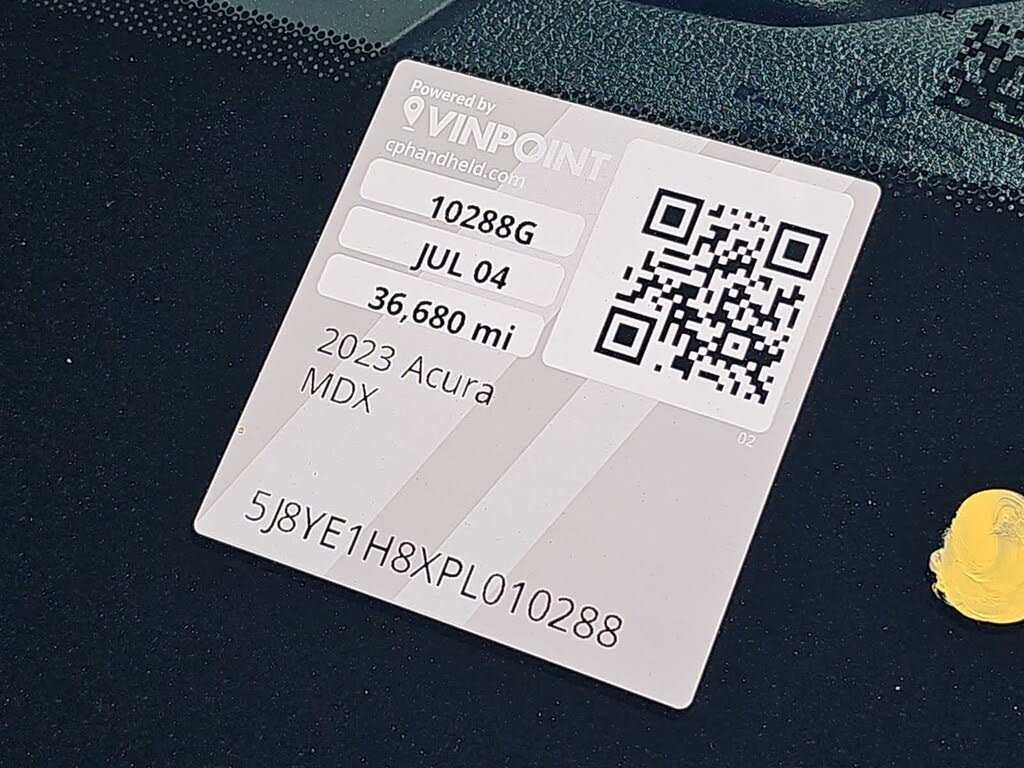 Powered by
VINPOINT
cphandheld.com
10288G
JUL 04
36,680 mi
2023 Acura
MDX
02
5J8YE1H8XPL010288